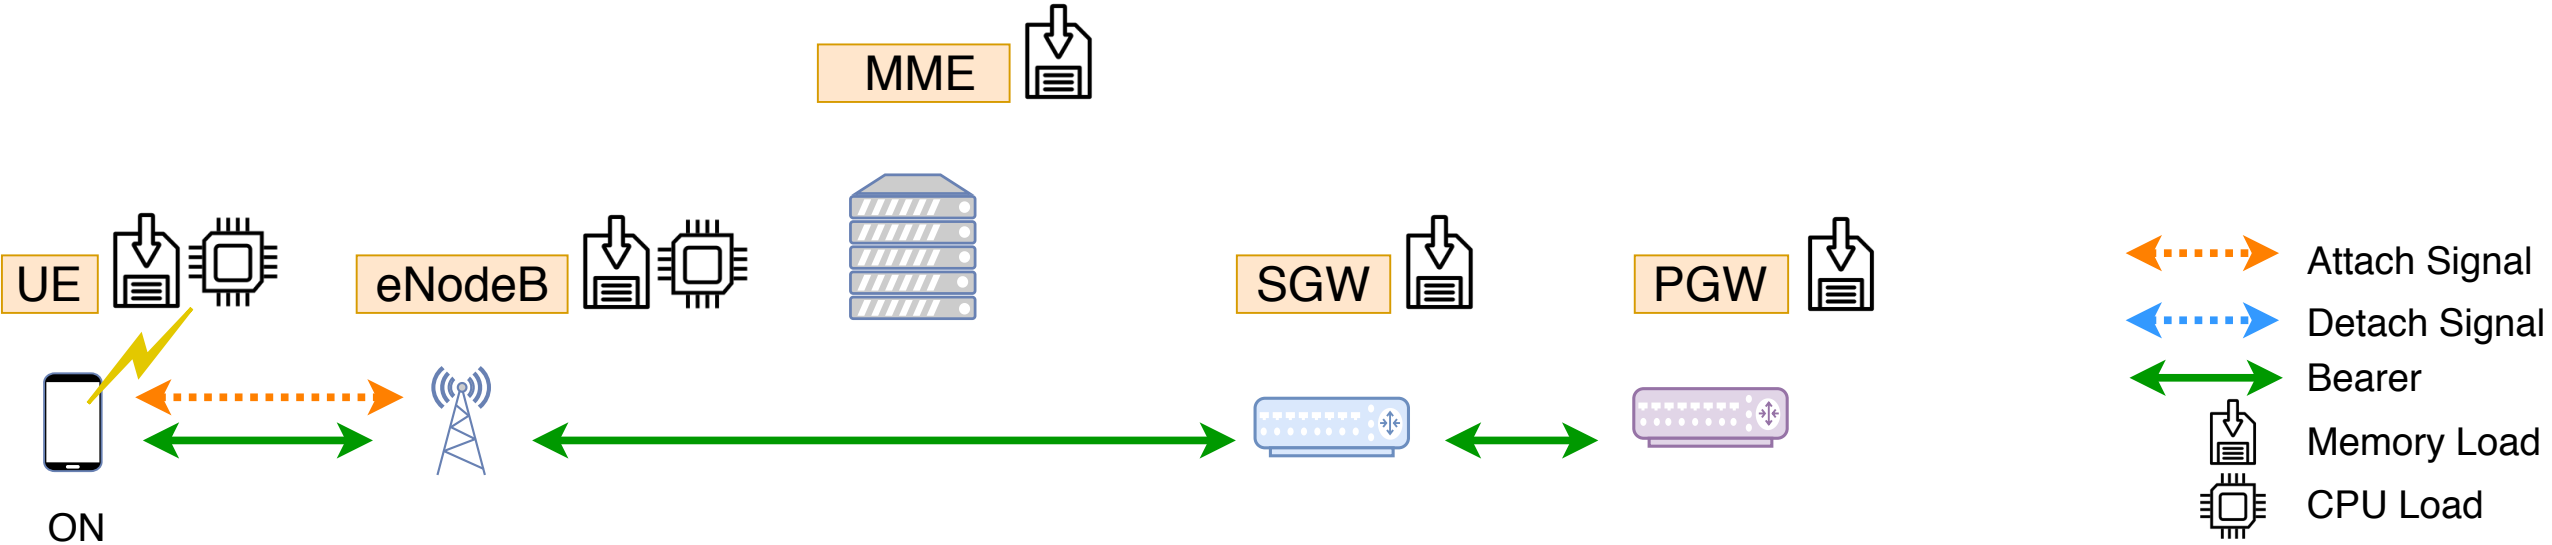 MME
UE
eNodeB
SGW
PGW
ON
Attach Signal
Detach Signal
Bearer
Memory Load
CPU Load